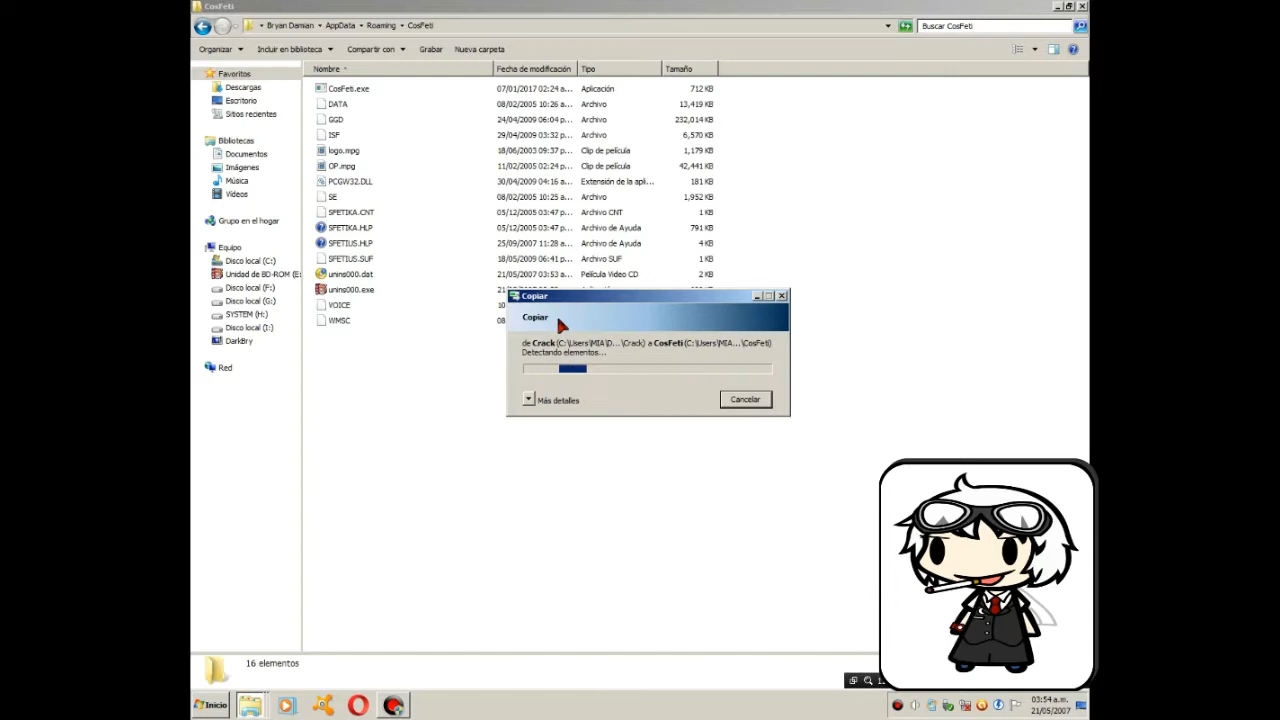 CosFeti
Bryan Damian
AppData
Roaming
CosFeti
Buscar CosFeti
Organizar
Incluir en biblioteca
Compartir con
Grabar
Nueva carpeta
Favoritos
Descargas
Escritorio
Sitios recientes
Bibliotecas
Documentos
Imágenes
Música
Vídeos
Grupo en el hogar
Equipo
Disco local (C:)
Unidad de BD-ROM (E:
Disco local (F:)
Disco local (G:)
SYSTEM (H:)
Disco local (I:)
DarkBry
Red
Nombre Fecha de modificación Tipo Tamaño
CosFeti.exe 07/01/2017 02:24 a... Aplicación 712 KB
DATA 08/02/2005 10:26 a... Archivo 13,419 KB
GGD 24/04/2009 06:04 p... Archivo 232,014 KB
ISF 29/04/2009 03:32 p... Archivo 6,570 KB
logo.mpg 18/06/2003 09:37 p... Clip de película 1,179 KB
OP.mpg 11/02/2005 02:24 p... Clip de película 42,441 KB
PCGW32.DLL 30/04/2009 04:16 a... Extensión de la apli... 181 KB
SE 08/02/2005 10:25 a... Archivo 1,952 KB
SFETIKA.CNT 05/12/2005 03:47 p... Archivo CNT 1 KB
SFETIKA.HLP 05/12/2005 03:47 p... Archivo de Ayuda 791 KB
SFETIUS.HLP 25/09/2007 11:28 a... Archivo de Ayuda 4 KB
SFETIUS.SUF 18/05/2009 06:41 p... Archivo SUF 1 KB
unins000.dat 21/05/2007 03:53 a... Película Video CD 2 KB
unins000.exe
VOICE 10
WMSC 08
Copiar
Copiar
de Crack (C:\Users\MIA\D...\Crack) a CosFeti (C:\Users\MIA...\CosFeti)
Detectando elementos...
Más detalles
Cancelar
16 elementos
Inicio
03:54 a.m.
21/05/2007